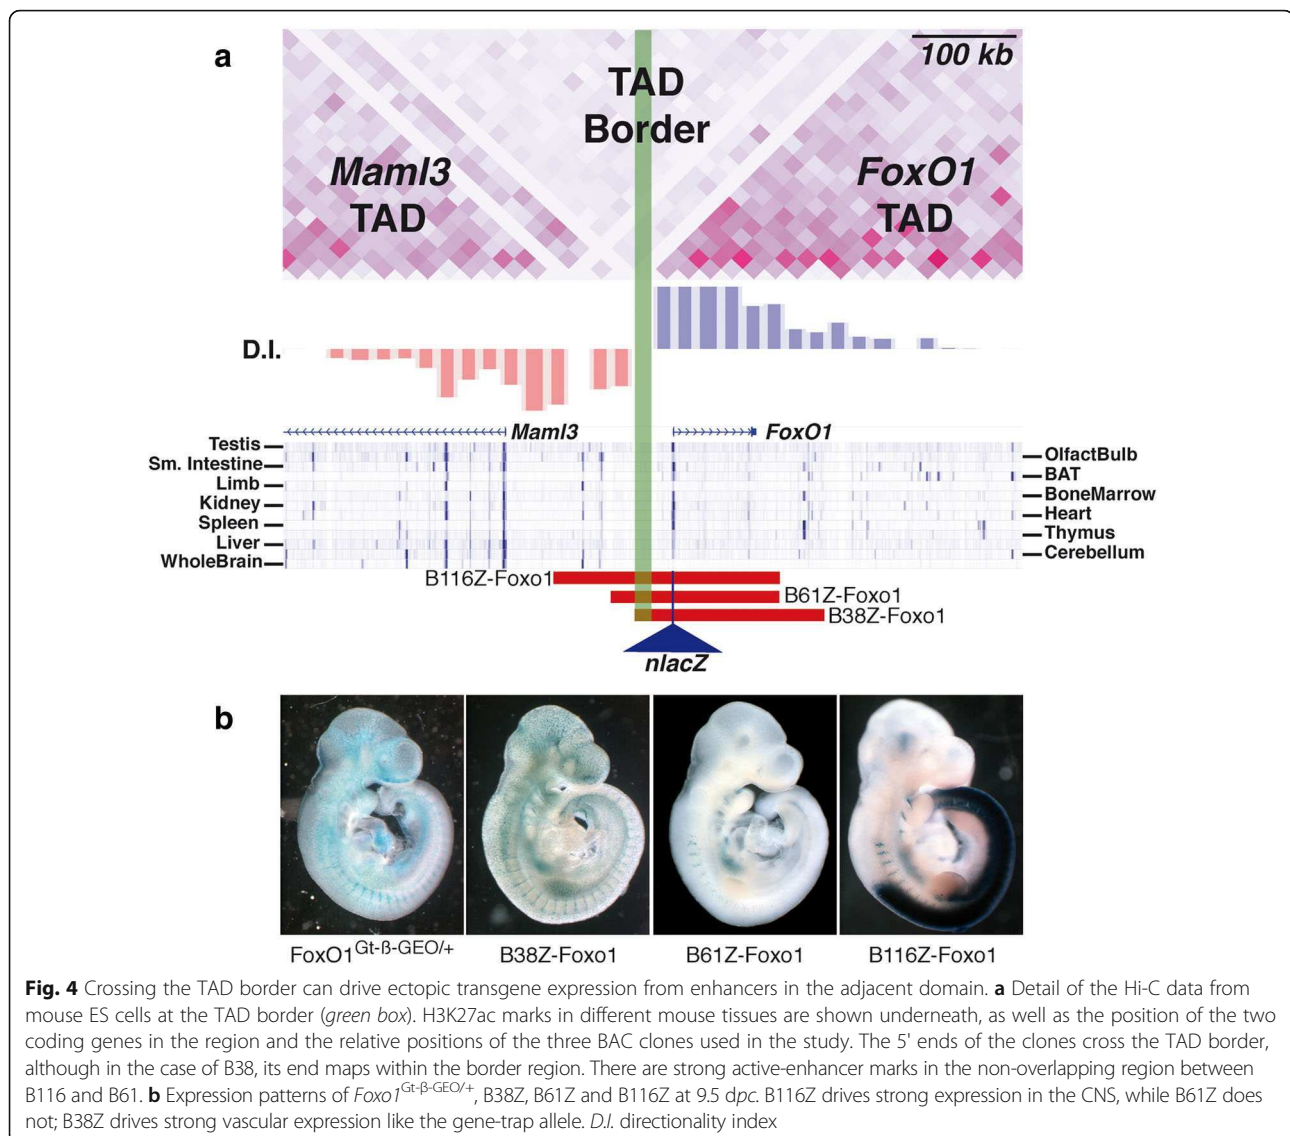 a
100 kb
TAD
Border
Maml3
TAD
FoxO1
TAD
D.I.
Maml3
FoxO1
Testis
Sm. Intestine
Limb
Kidney
Spleen
Liver
WholeBrain
OlfactBulb
BAT
BoneMarrow
Heart
Thymus
Cerebellum
B116Z-Foxo1
B61Z-Foxo1
B38Z-Foxo1
nlacZ
b
FoxO1Gt-ß-GEO/+
B38Z-Foxo1
B61Z-Foxo1
B116Z-Foxo1
Fig. 4 Crossing the TAD border can drive ectopic transgene expression from enhancers in the adjacent domain. a Detail of the Hi-C data from
mouse ES cells at the TAD border (green box). H3K27ac marks in different mouse tissues are shown underneath, as well as the position of the two
coding genes in the region and the relative positions of the three BAC clones used in the study. The 5' ends of the clones cross the TAD border,
although in the case of B38, its end maps within the border region. There are strong active-enhancer marks in the non-overlapping region between
B116 and B61. b Expression patterns of Foxo1Gt-β-GEO/+, B38Z, B61Z and B116Z at 9.5 dpc. B116Z drives strong expression in the CNS, while B61Z does
not; B38Z drives strong vascular expression like the gene-trap allele. D.I. directionality index